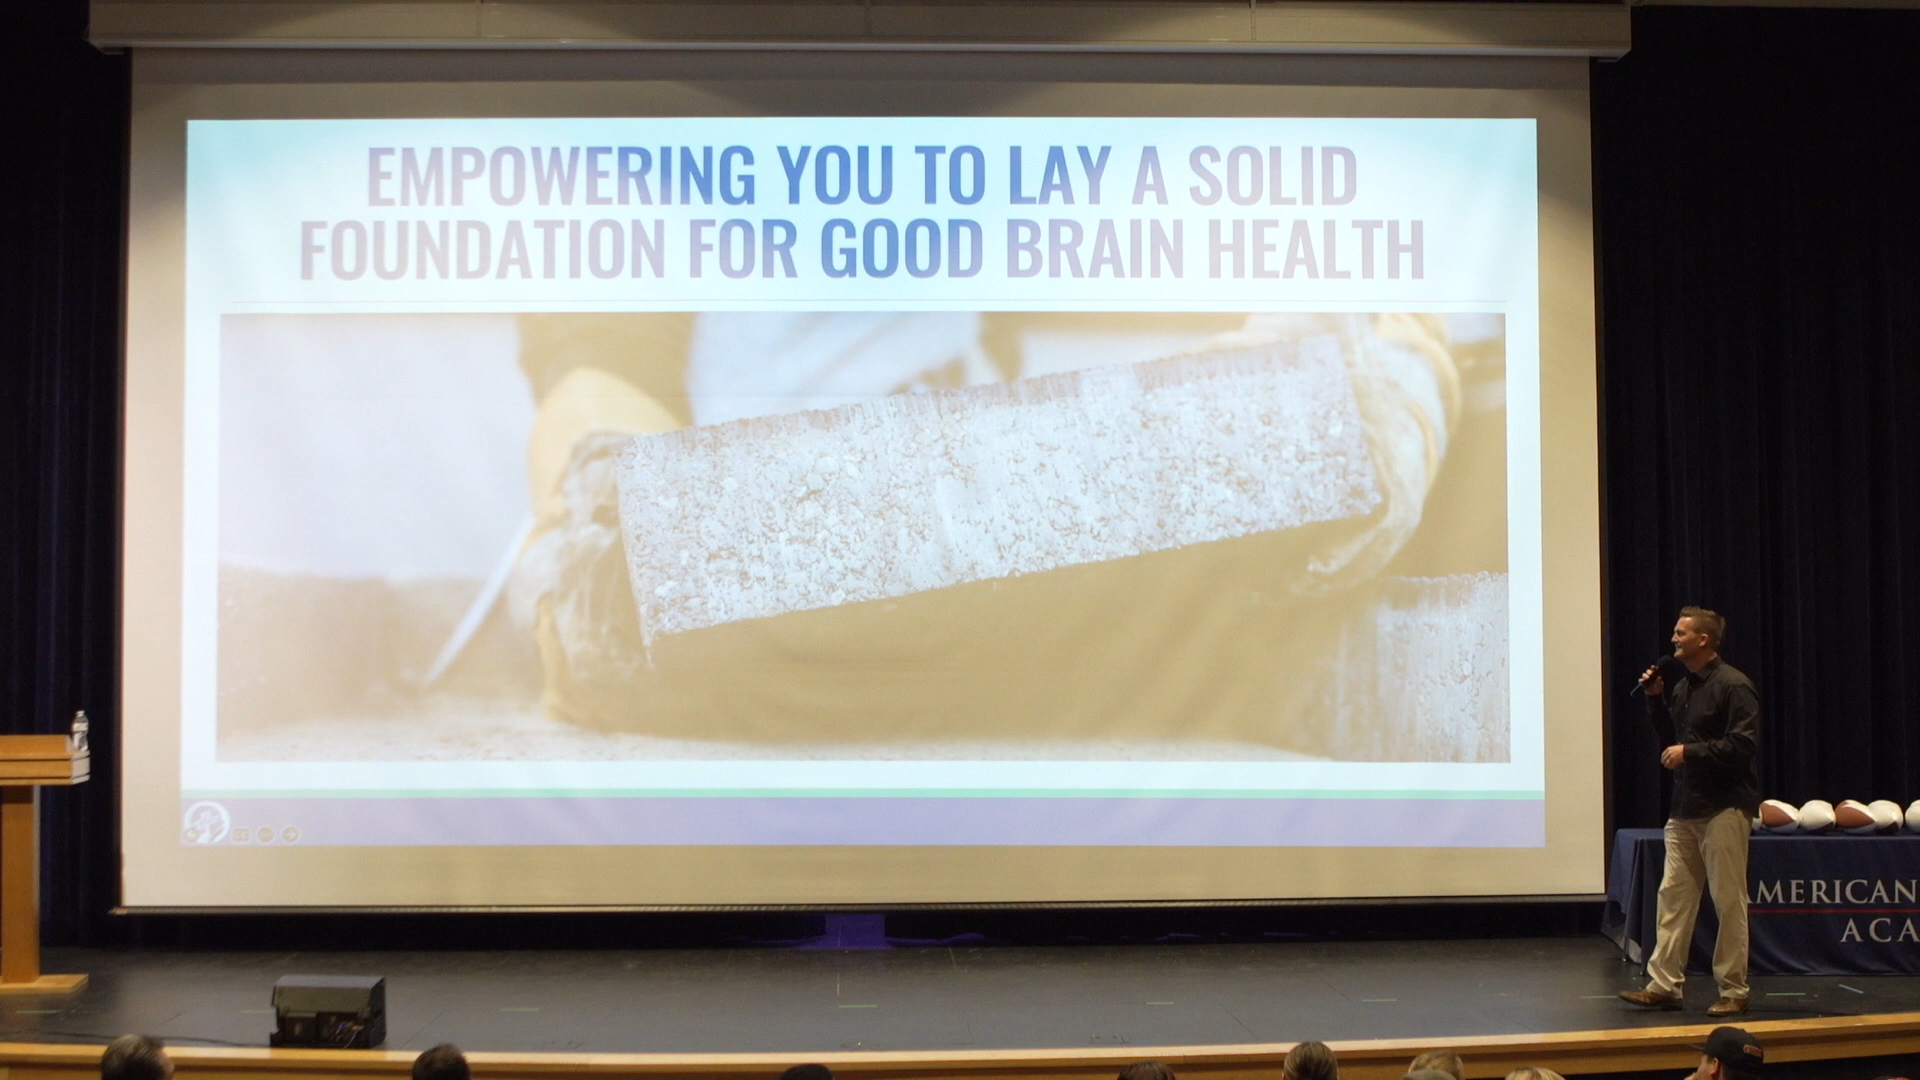 EMPOWERING YOU TO LAY A SOLID
FOUNDATION FOR GOOD BRAIN HEALTH
AMERICAN
ACA